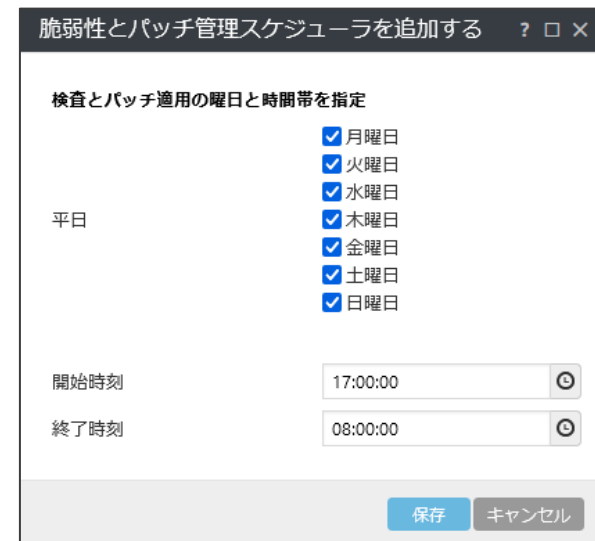 脆弱性とパッチ管理スケジューラを追加する ?
検査とパッチ適用の曜日と時間帯を指定
月曜日
火曜日
水曜日
平日 木曜日
金曜日
土曜日
日曜日
開始時刻 17:00:00
終了時刻 08:00:00
保存 キャンセル